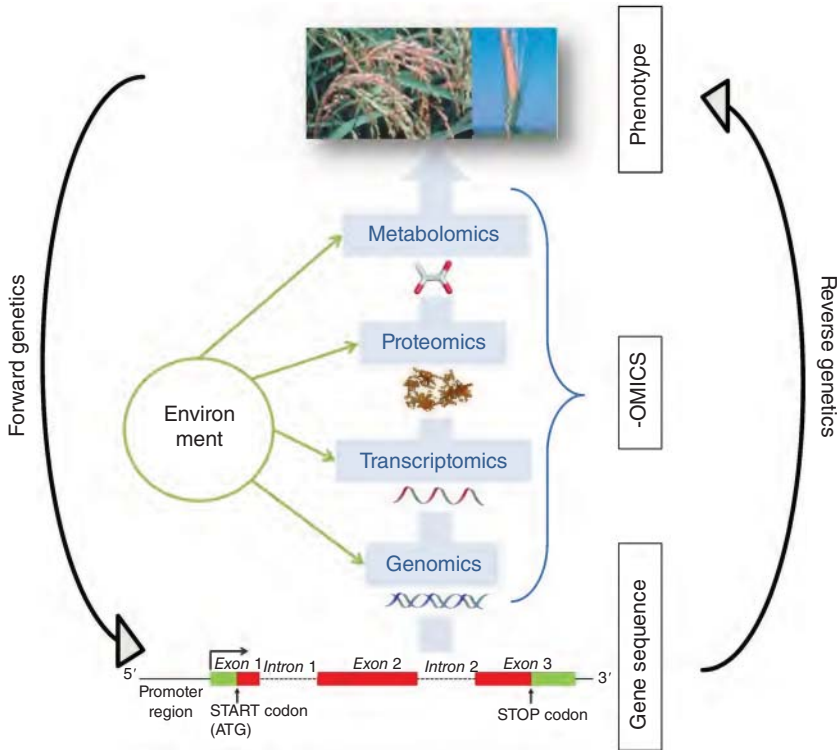 Phenotype
Metabolomics
Proteomics
Environ
ment
Transcriptomics
Genomics
Forward genetics
-OMICS
Reverse genetics
Gene sequence
5′ Exon 1 Intron 1 Exon 2 Intron 2 Exon 3 3′
Promoter
region
START codon
(ATG)
STOP codon